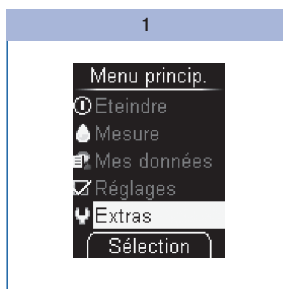 1
Menu princip.
Eteindre
Mesure
Mes données
Réglages
Extras
Sélection